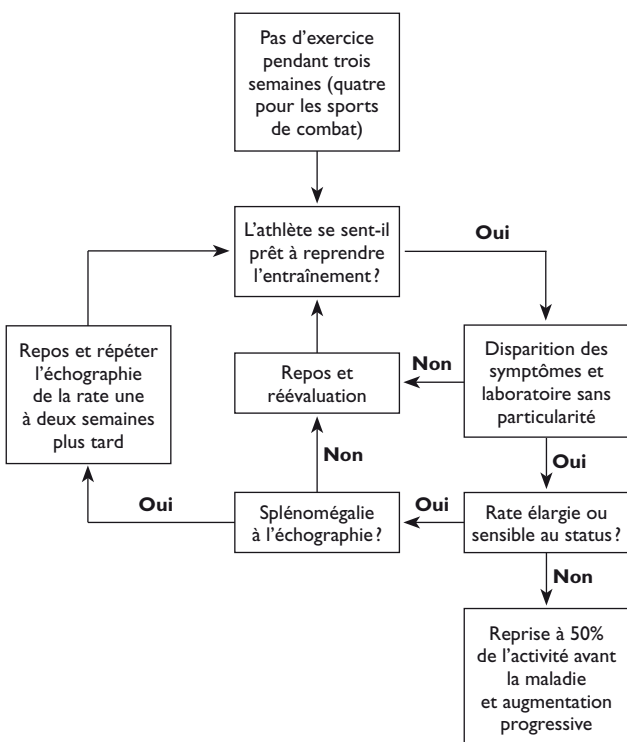 Pas d'exercice
pendant trois
semaines (quatre
pour les sports
de combat)
L'athlète se sent-il
prêt à reprendre
l'entraînement ?
Oui
Repos et répéter
l'échographie
de la rate une
à deux semaines
plus tard
Repos et
réévaluation
Non
Disparition des
symptômes et
laboratoire sans
particularité
Non
Oui
Oui
Splénomégalie
à l'échographie ?
Oui
Rate élargie ou
sensible au status ?
Non
Reprise à 50%
de l'activité avant
la maladie
et augmentation
progressive